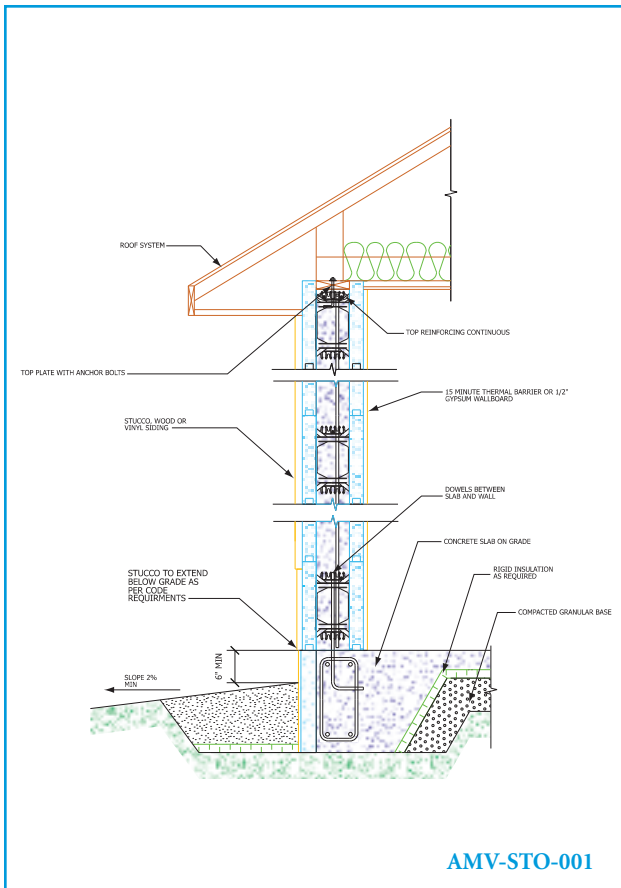 ROOF SYSTEM
TOP REINFORCING CONTINUOUS
TOP PLATE WITH ANCHOR BOLTS
15 MINUTE THERMAL BARRIER OR 1/2"
GYPSUM WALLBOARD
STUCCO, WOOD OR
VINYL SIDING
DOWELS BETWEEN
SLAB AND WALL
CONCRETE SLAB ON GRADE
STUCCO TO EXTEND
BELOW GRADE AS
PER CODE
REQUIRMENTS
RIGID INSULATION
AS REQUIRED
COMPACTED GRANULAR BASE
6" MIN
SLOPE 2%
MIN
AMV-STO-001